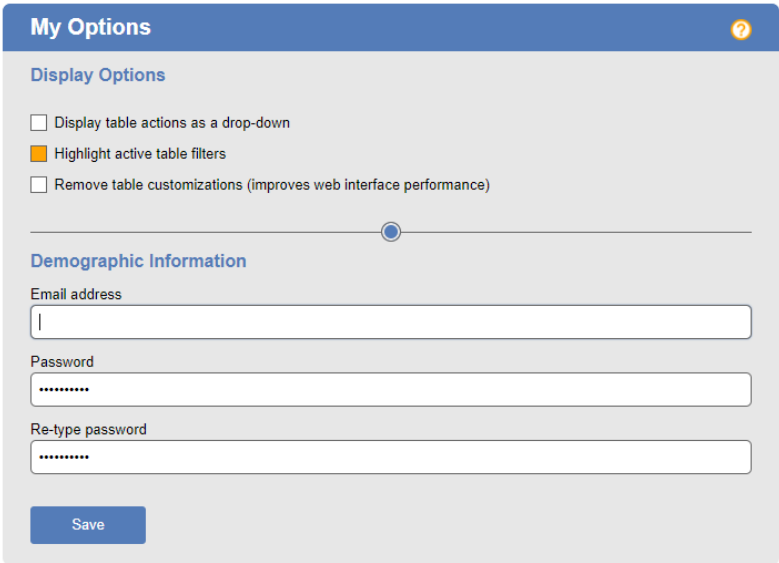 My Options
?
Display Options
Display table actions as a drop-down
Highlight active table filters
Remove table customizations (improves web interface performance)
Demographic Information
Email address
Password
••••••••••
Re-type password
••••••••••
Save